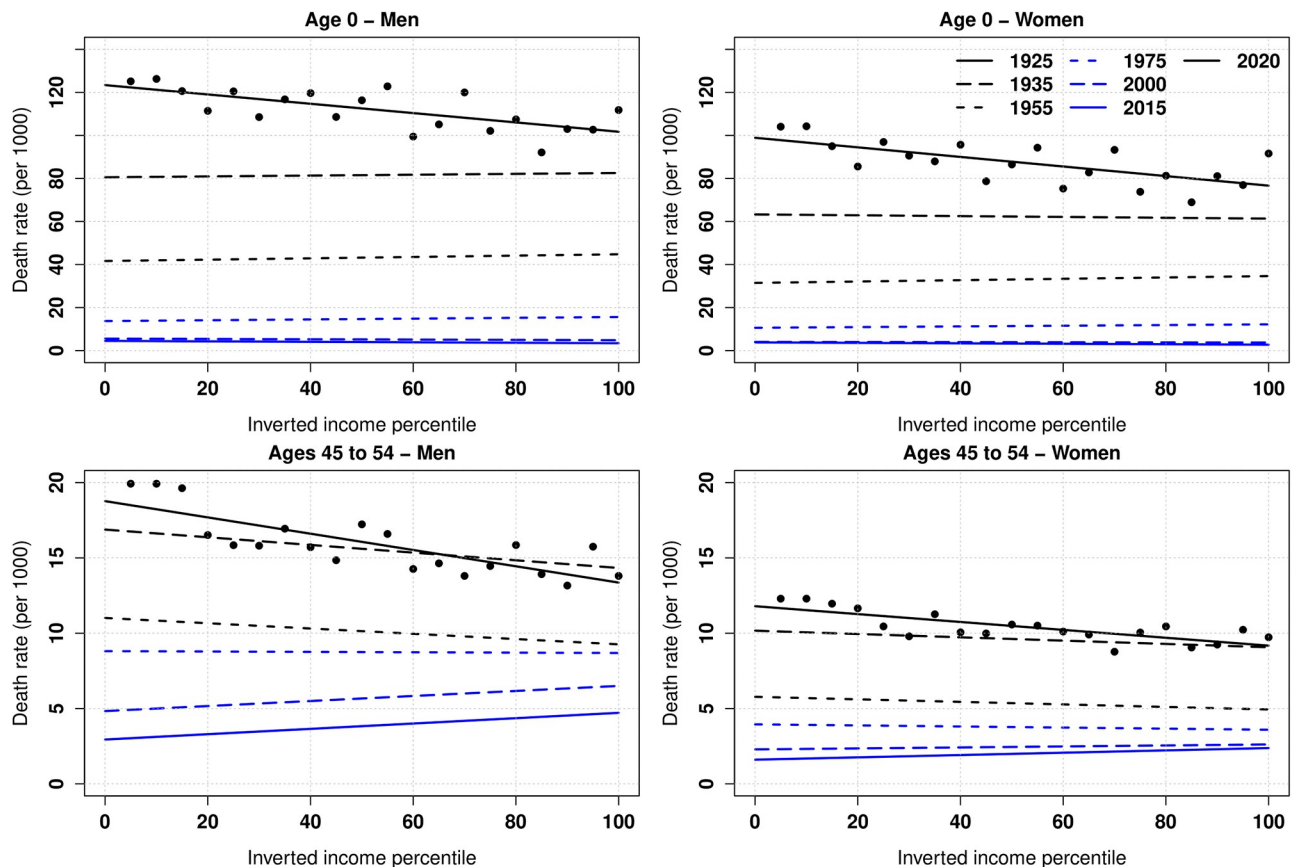 Age 0 – Men
Death rate (per 1000)
0 20 40 60 80 100 120
0 20 40 60 80 100
Inverted income percentile
Age 0 – Women
1925 1975 2020
1935 2000
1955 2015
Death rate (per 1000)
0 20 40 60 80 100 120
0 20 40 60 80 100
Inverted income percentile
Ages 45 to 54 – Men
Death rate (per 1000)
0 5 10 15 20
0 20 40 60 80 100
Inverted income percentile
Ages 45 to 54 – Women
Death rate (per 1000)
0 5 10 15 20
0 20 40 60 80 100
Inverted income percentile